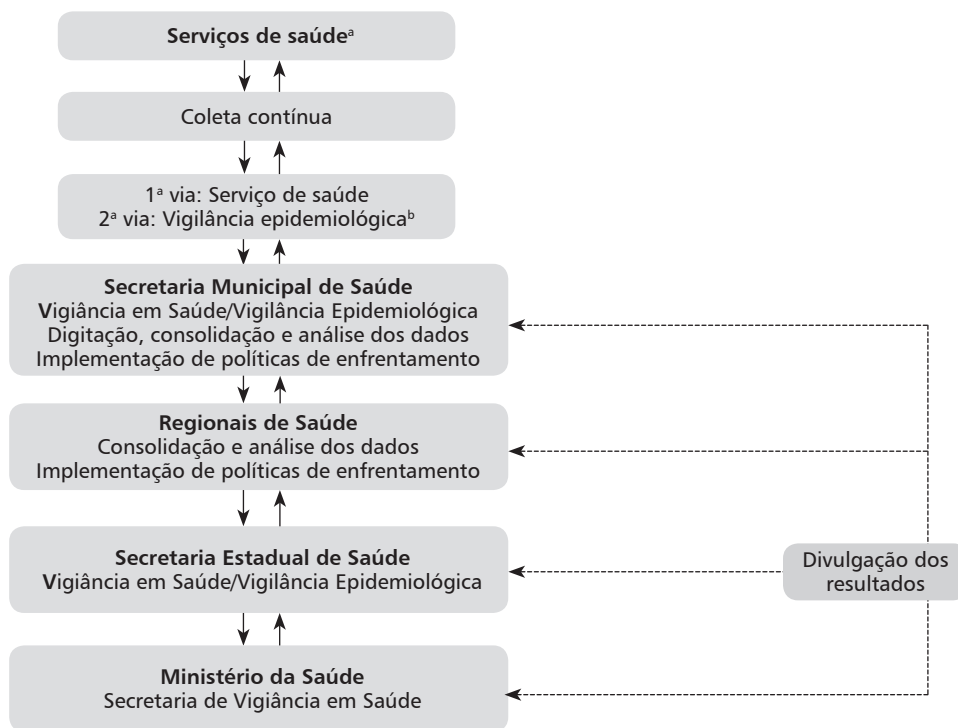 Serviços de saúdeᵃ
Coleta contínua
1ª via: Serviço de saúde
2ª via: Vigilância epidemiológicaᵇ
Secretaria Municipal de Saúde
Vigiância em Saúde/Vigilância Epidemiológica
Digitação, consolidação e análise dos dados
Implementação de políticas de enfrentamento
Regionais de Saúde
Consolidação e análise dos dados
Implementação de políticas de enfrentamento
Secretaria Estadual de Saúde
Vigiância em Saúde/Vigilância Epidemiológica
Divulgação dos
resultados
Ministério da Saúde
Secretaria de Vigilância em Saúde